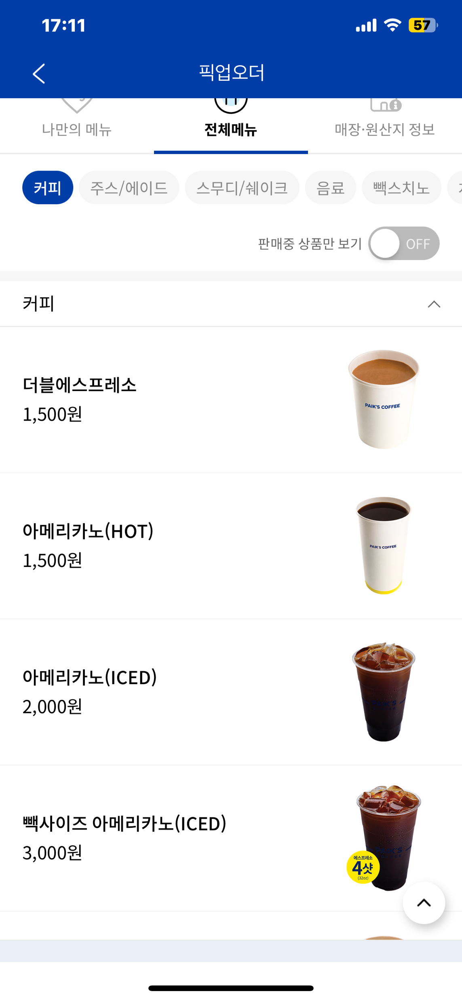 17:11
57
픽업오더
나만의 메뉴
전체메뉴
매장·원산지 정보
커피
주스/에이드
스무디/쉐이크
음료
빽스치노
판매중 상품만 보기
OFF
커피
더블에스프레소
1,500원
PAIK'S COFFEE
아메리카노(HOT)
1,500원
PAIK'S COFFEE
아메리카노(ICED)
2,000원
PAIK'S
COFFEE
빽사이즈 아메리카노(ICED)
3,000원
PAIK'S
COFFEE
에스프레소
4샷
(32oz)